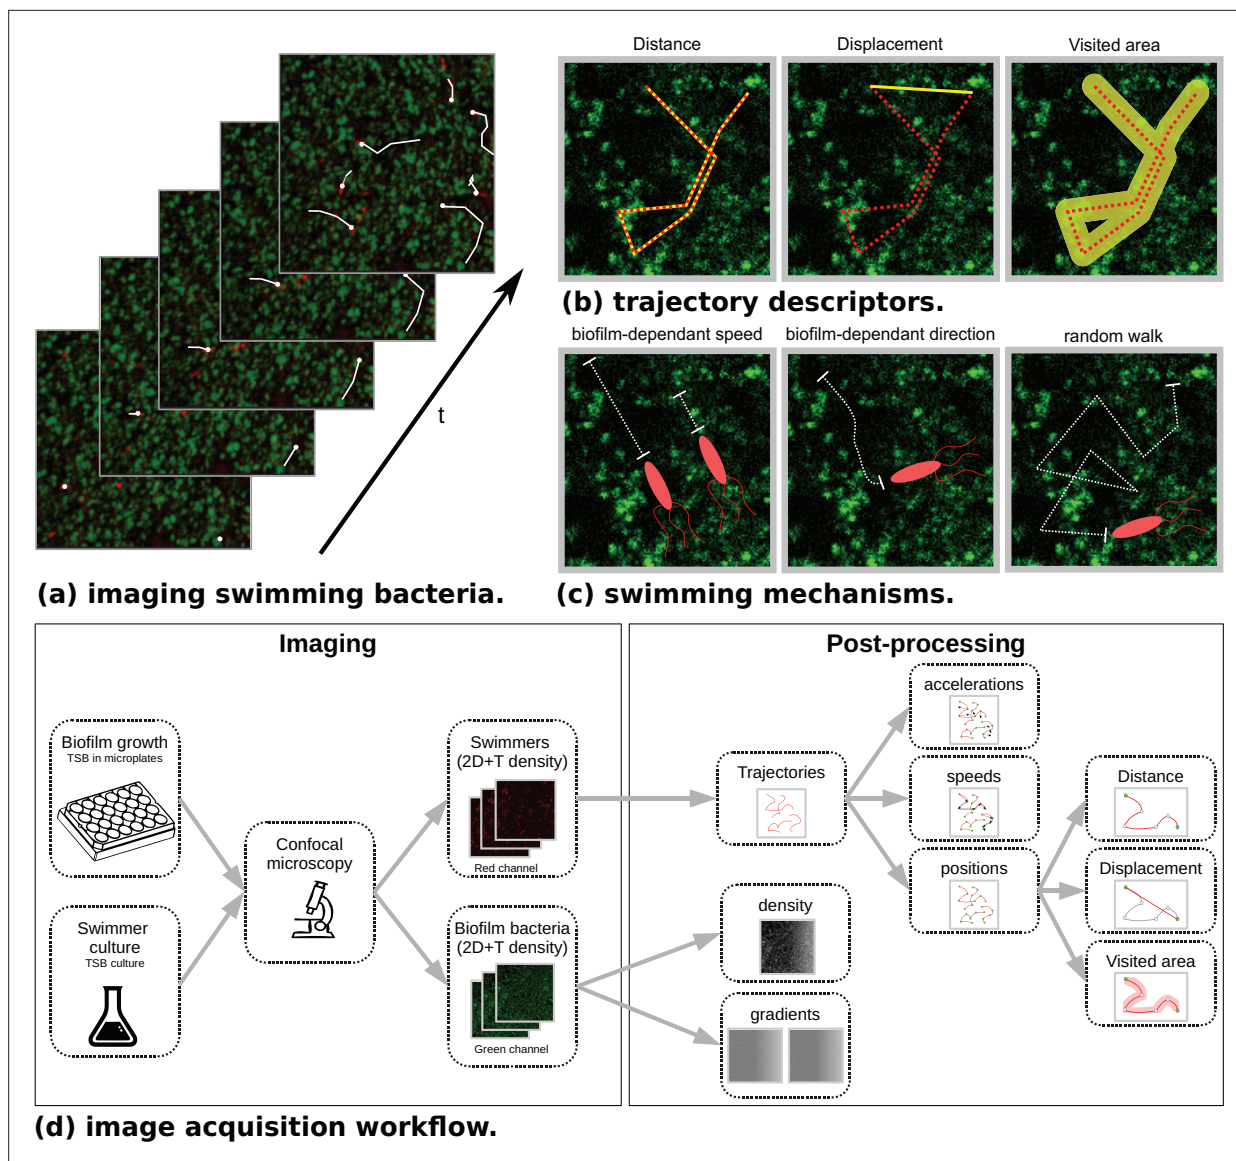 t
(a) imaging swimming bacteria.
Distance
Displacement
Visited area
(b) trajectory descriptors.
biofilm-dependant speed
biofilm-dependant direction
random walk
(c) swimming mechanisms.
Imaging
Biofilm growth
TSB in microplates
Swimmer
culture
TSB culture
Confocal
microscopy
Swimmers
(2D+T density)
Red channel
Biofilm bacteria
(2D+T density)
Green channel
Post-processing
Trajectories
accelerations
speeds
positions
Distance
Displacement
Visited area
density
gradients
(d) image acquisition workflow.